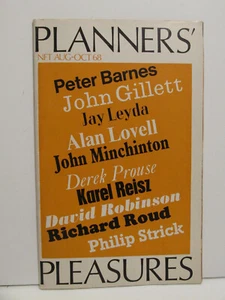 PLANNERS'
NFT AUG-OCT 68
Peter Barnes
John Gillett
Jay Leyda
Alan Lovell
John Minchinton
Derek Prouse
Karel Reisz
David Robinson
Richard Roud
Philip Strick
PLEASURES